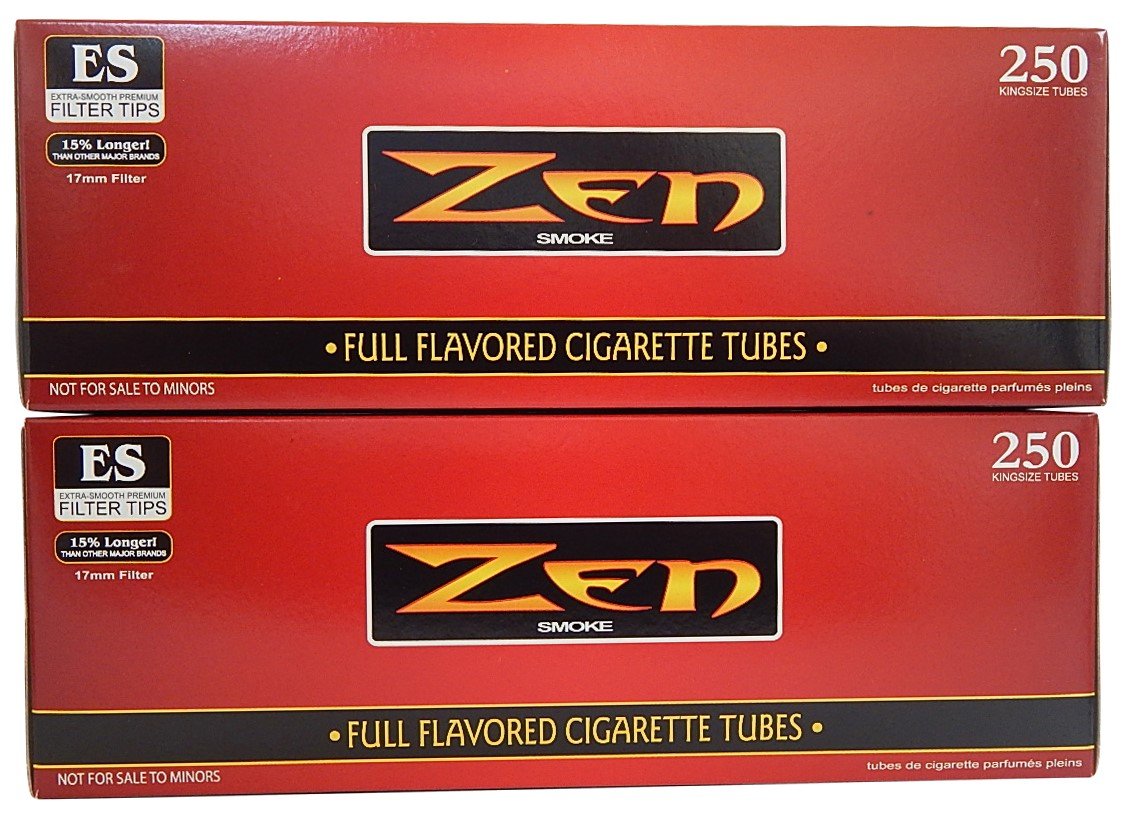 ES
EXTRA-SMOOTH PREMIUM
FILTER TIPS
15% Longer!
THAN OTHER MAJOR BRANDS
17mm Filter
250
KINGSIZE TUBES
Zen
SMOKE
• FULL FLAVORED CIGARETTE TUBES •
NOT FOR SALE TO MINORS
tubes de cigarette parfumés pleins
ES
EXTRA-SMOOTH PREMIUM
FILTER TIPS
15% Longer!
THAN OTHER MAJOR BRANDS
17mm Filter
250
KINGSIZE TUBES
Zen
SMOKE
• FULL FLAVORED CIGARETTE TUBES •
NOT FOR SALE TO MINORS
tubes de cigarette parfumés pleins